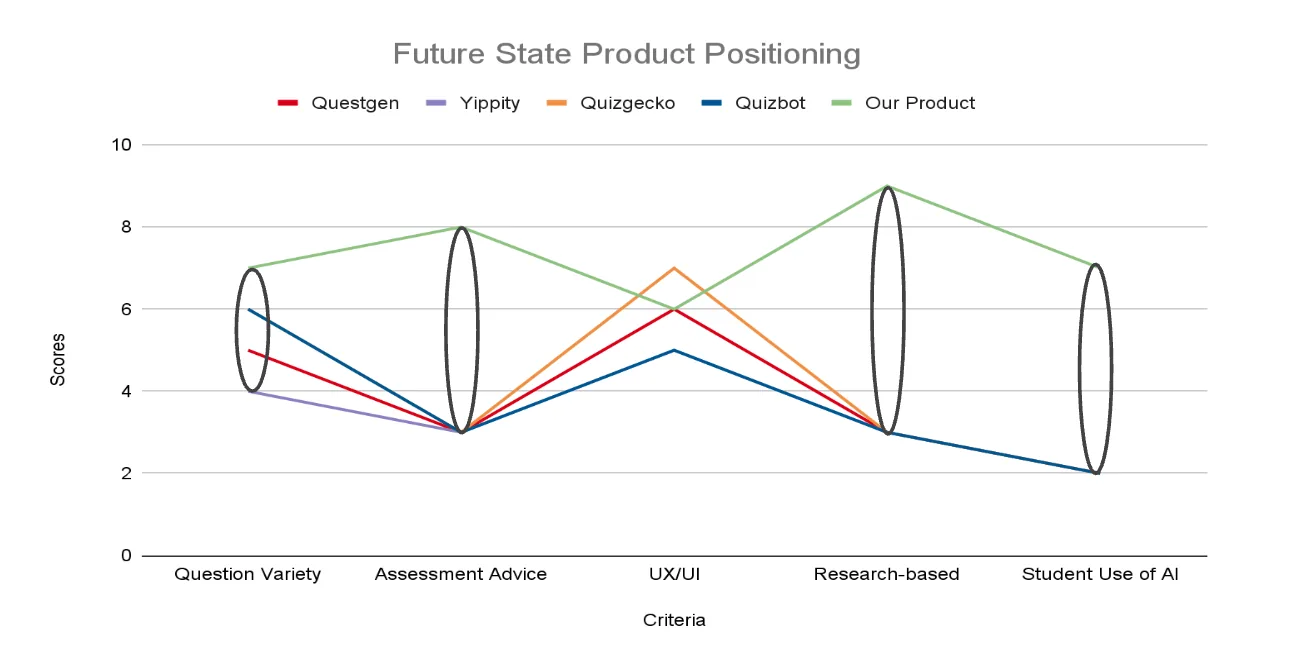 Future State Product Positioning
Questgen Yippity Quizgecko Quizbot Our Product
10
8
6
4
2
0
Scores
Question Variety Assessment Advice UX/UI Research-based Student Use of AI
Criteria